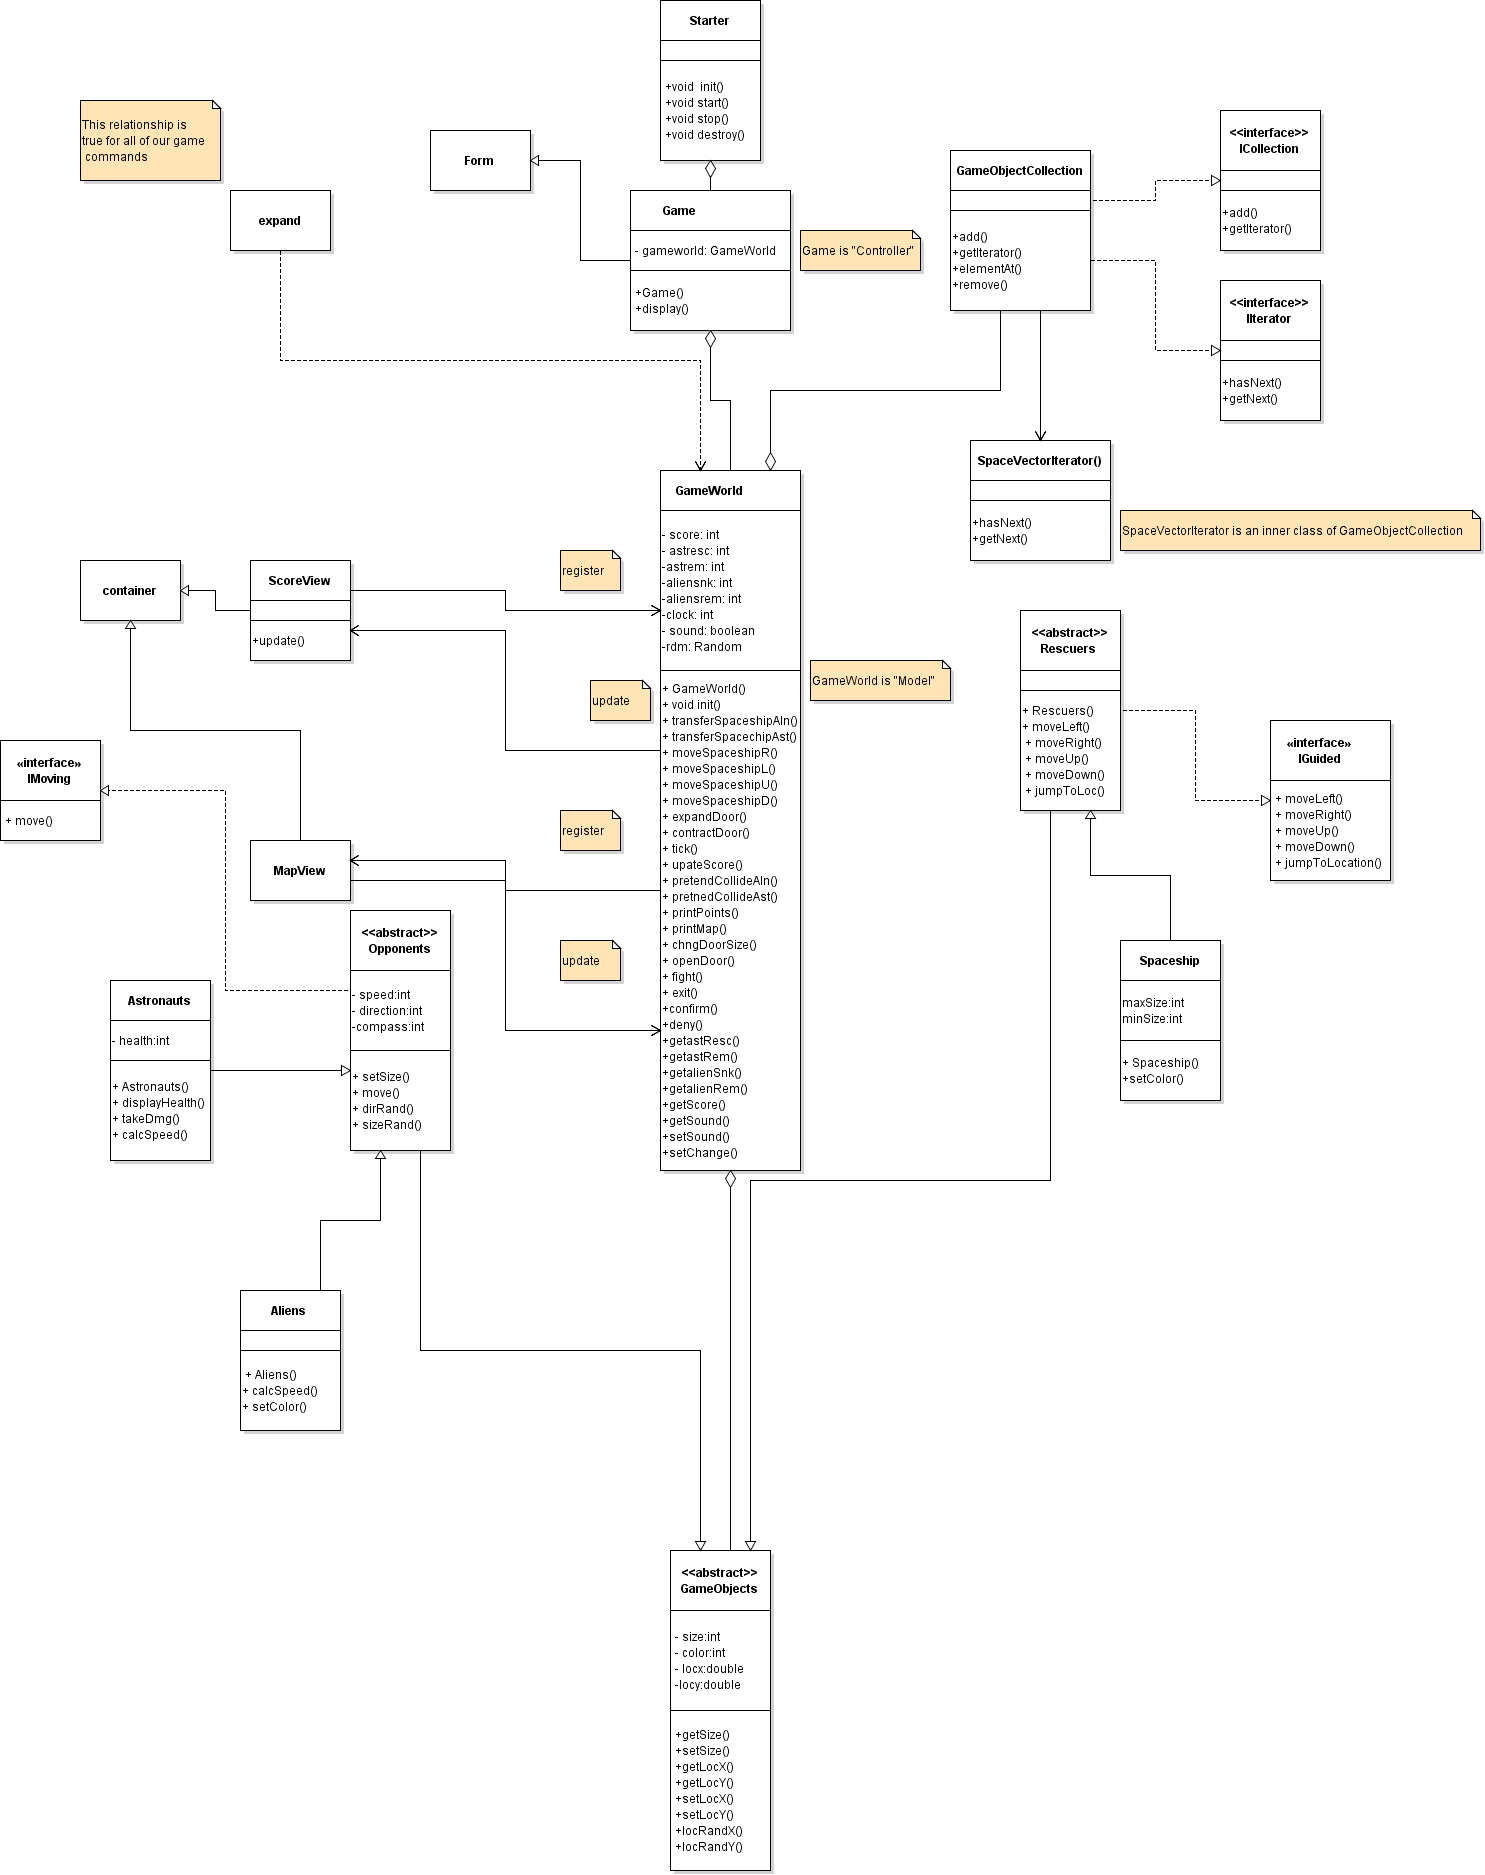 Starter
+void  init()
+void start()
+void stop()
+void destroy()
This relationship is
true for all of our game
commands
Form
expand
Game
- gameworld: GameWorld
+Game()
+display()
Game is "Controller"
GameObjectCollection
+add()
+getIterator()
+elementAt()
+remove()
<<interface>>
ICollection
+add()
+getIterator()
<<interface>>
IIterator
+hasNext()
+getNext()
SpaceVectorIterator()
+hasNext()
+getNext()
SpaceVectorIterator is an inner class of GameObjectCollection
GameWorld
- score: int
- astresc: int
-astrem: int
-aliensnk: int
-aliensrem: int
-clock: int
- sound: boolean
-rdm: Random
+ GameWorld()
+ void init()
+ transferSpaceshipAln()
+ transferSpacechipAst()
+ moveSpaceshipR()
+ moveSpaceshipL()
+ moveSpaceshipU()
+ moveSpaceshipD()
+ expandDoor()
+ contractDoor()
+ tick()
+ upateScore()
+ pretendCollideAln()
+ pretnedCollideAst()
+ printPoints()
+ printMap()
+ chngDoorSize()
+ openDoor()
+ fight()
+ exit()
+confirm()
+deny()
+getastResc()
+getastRem()
+getalienSnk()
+getalienRem()
+getScore()
+getSound()
+setSound()
+setChange()
GameWorld is "Model"
register
update
register
update
container
ScoreView
+update()
«interface»
IMoving
+ move()
MapView
<<abstract>>
Opponents
- speed:int
- direction:int
-compass:int
+ setSize()
+ move()
+ dirRand()
+ sizeRand()
Astronauts
- health:int
+ Astronauts()
+ displayHealth()
+ takeDmg()
+ calcSpeed()
Aliens
+ Aliens()
+ calcSpeed()
+ setColor()
<<abstract>>
Rescuers
+ Rescuers()
+ moveLeft()
+ moveRight()
+ moveUp()
+ moveDown()
+ jumpToLoc()
«interface»
IGuided
+ moveLeft()
+ moveRight()
+ moveUp()
+ moveDown()
+ jumpToLocation()
Spaceship
maxSize:int
minSize:int
+ Spaceship()
+setColor()
<<abstract>>
GameObjects
- size:int
- color:int
- locx:double
-locy:double
+getSize()
+setSize()
+getLocX()
+getLocY()
+setLocX()
+setLocY()
+locRandX()
+locRandY()